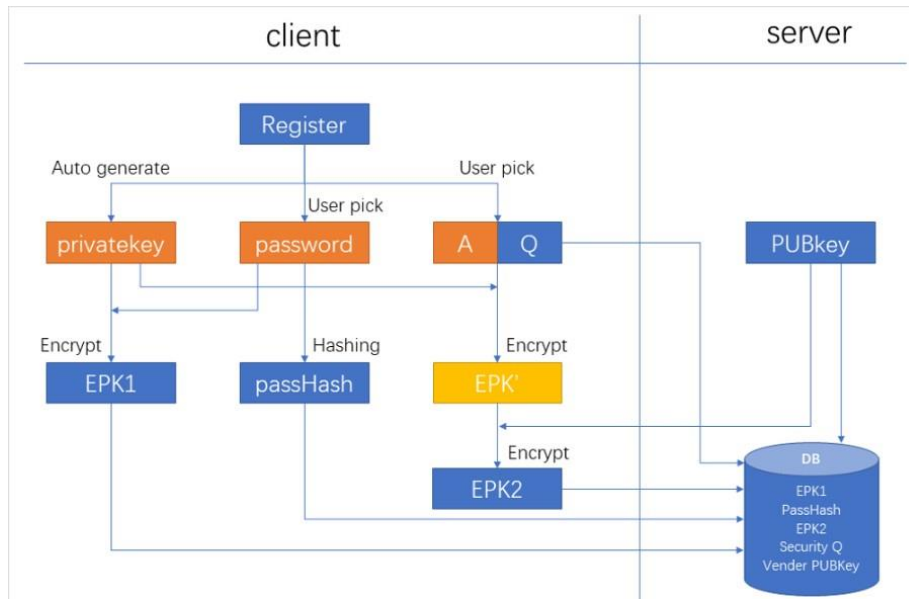 client
server
Register
Auto generate
User pick
User pick
privatekey
password
A
Q
PUBkey
Encrypt
Hashing
Encrypt
EPK1
passHash
EPK'
Encrypt
EPK2
DB
EPK1
PassHash
EPK2
Security Q
Vender PUBKey